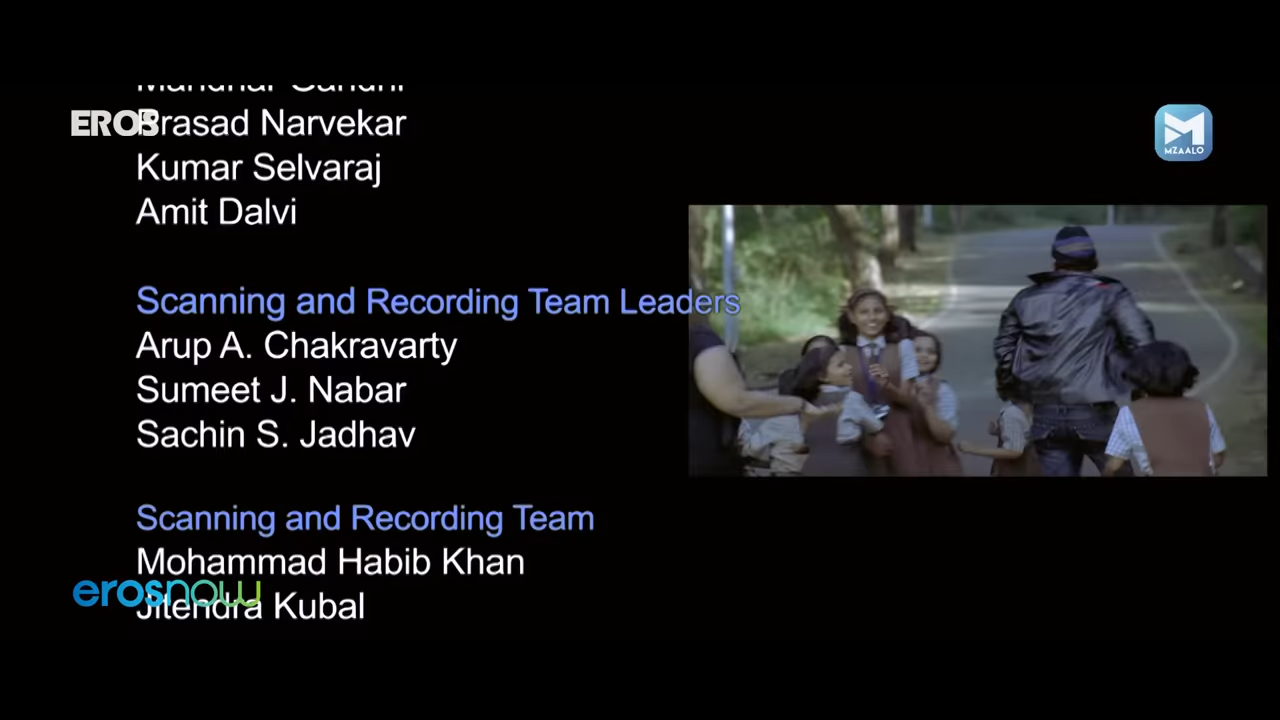 EROS
MZAALO
Prasad Narvekar
Kumar Selvaraj
Amit Dalvi
Scanning and Recording Team Leaders
Arup A. Chakravarty
Sumeet J. Nabar
Sachin S. Jadhav
Scanning and Recording Team
Mohammad Habib Khan
erosnow
Jitendra Kubal